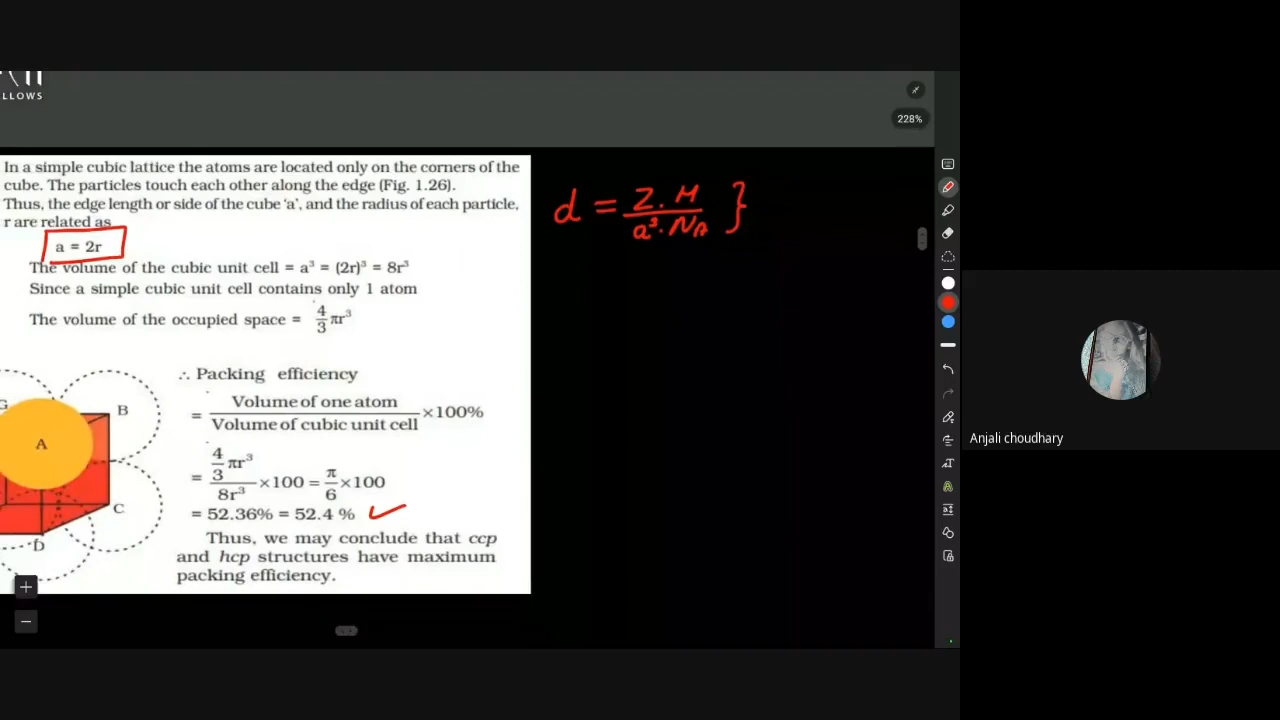 LLOWS
228%
In a simple cubic lattice the atoms are located only on the corners of the
cube. The particles touch each other along the edge (Fig. 1.26).
Thus, the edge length or side of the cube ‘a’, and the radius of each particle,
r are related as
a = 2r
The volume of the cubic unit cell = a³ = (2r)³ = 8r³
Since a simple cubic unit cell contains only 1 atom
The volume of the occupied space = 4/3 πr³
d = Z.M / a³.NA }
G
A
B
C
D
∴ Packing efficiency
= Volume of one atom / Volume of cubic unit cell ×100%
= 4/3 πr³ / 8r³ ×100 = π/6 ×100
= 52.36% = 52.4 %
Thus, we may conclude that ccp
and hcp structures have maximum
packing efficiency.
Anjali choudhary